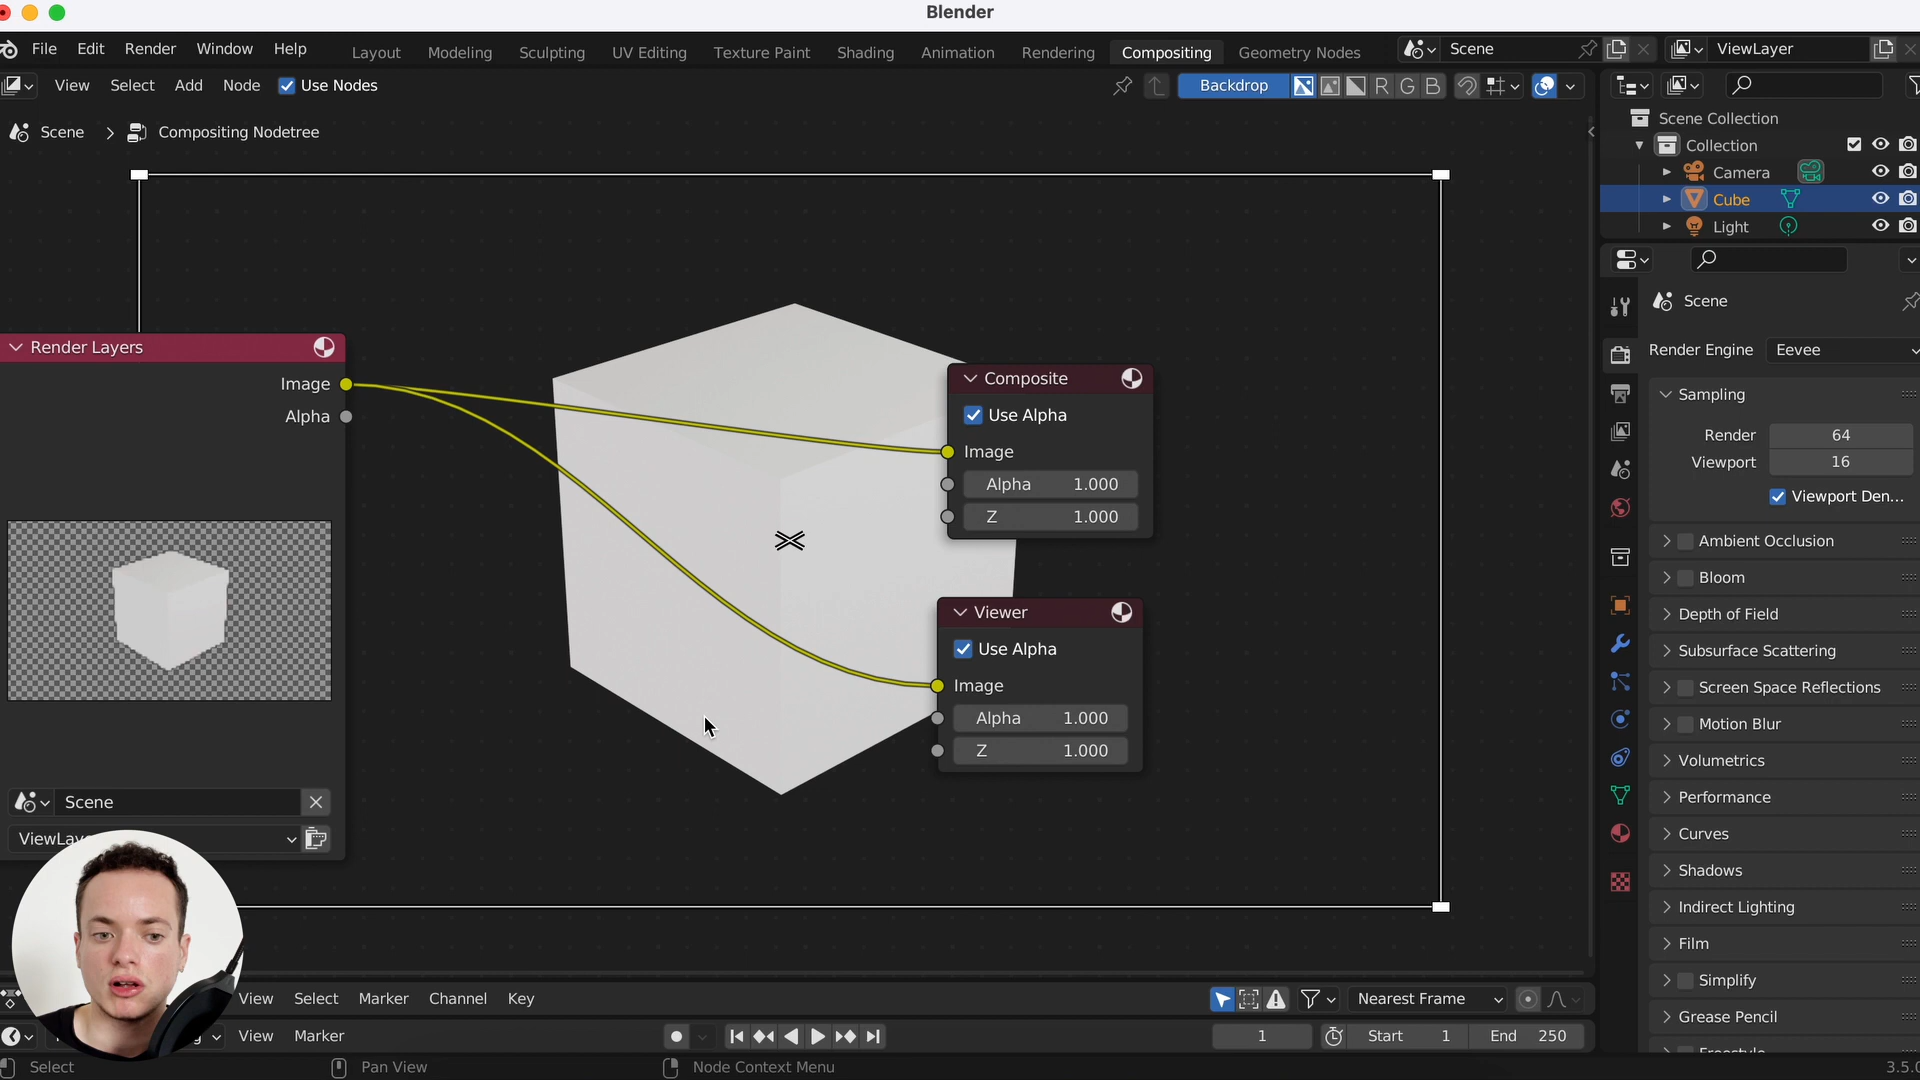 Blender
File Edit Render Window Help
Layout Modeling Sculpting UV Editing Texture Paint Shading Animation Rendering Compositing Geometry Nodes
Scene
ViewLayer
View Select Add Node Use Nodes
Backdrop
R G B
Scene > Compositing Nodetree
Scene Collection
Collection
Camera
Cube
Light
Scene
Render Engine Eevee
Sampling
Render 64
Viewport 16
Viewport Den...
Ambient Occlusion
Bloom
Depth of Field
Subsurface Scattering
Screen Space Reflections
Motion Blur
Volumetrics
Performance
Curves
Shadows
Indirect Lighting
Film
Simplify
Grease Pencil
Render Layers
Image
Alpha
Scene
Composite
Use Alpha
Image
Alpha 1.000
Z 1.000
Viewer
Use Alpha
Image
Alpha 1.000
Z 1.000
View Select Marker Channel Key
Nearest Frame
View Marker
1
Start 1
End 250
Select
Pan View
Node Context Menu